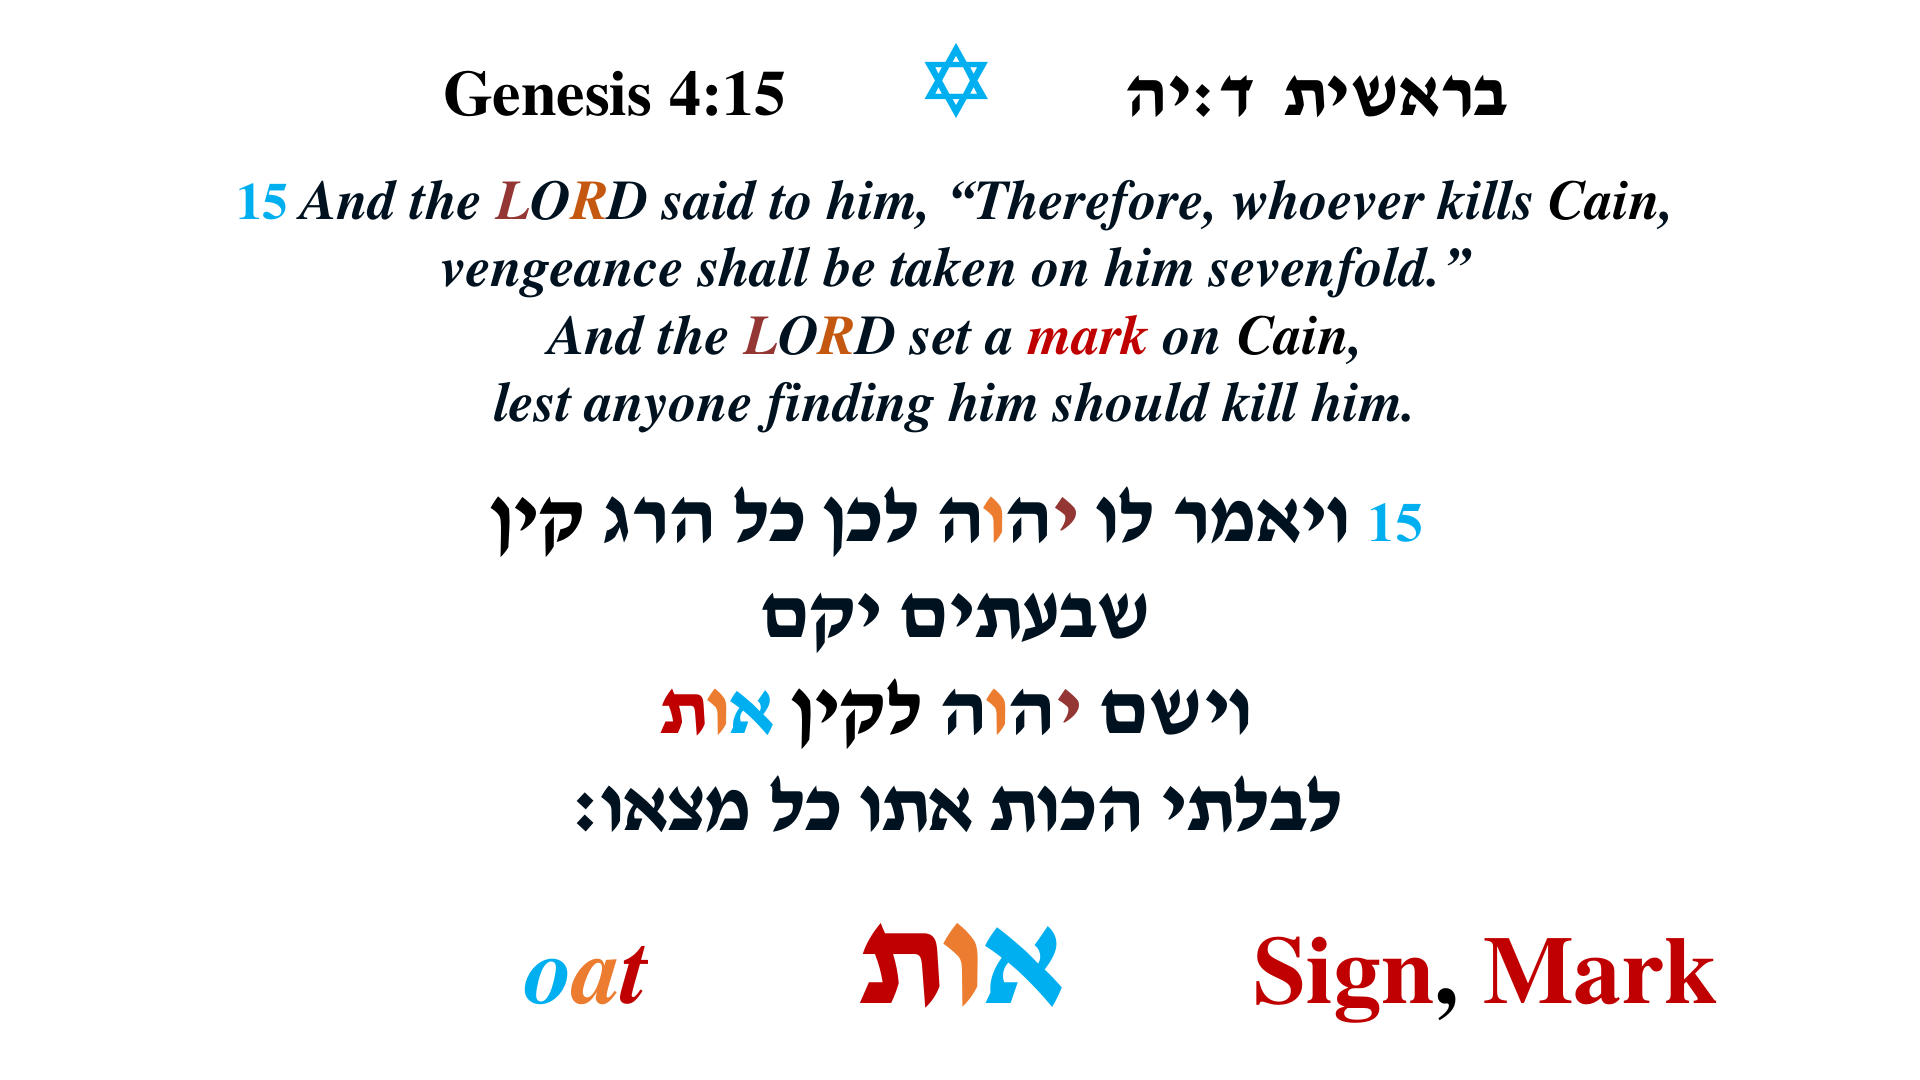 Genesis 4:15 ✡ בראשית ד:יה
15 And the LORD said to him, “Therefore, whoever kills Cain,
vengeance shall be taken on him sevenfold.”
And the LORD set a mark on Cain,
lest anyone finding him should kill him.
15 ויאמר לו יהוה לכן כל הרג קין
שבעתים יקם
וישם יהוה לקין אות
לבלתי הכות אתו כל מצאו:
oat אות Sign, Mark